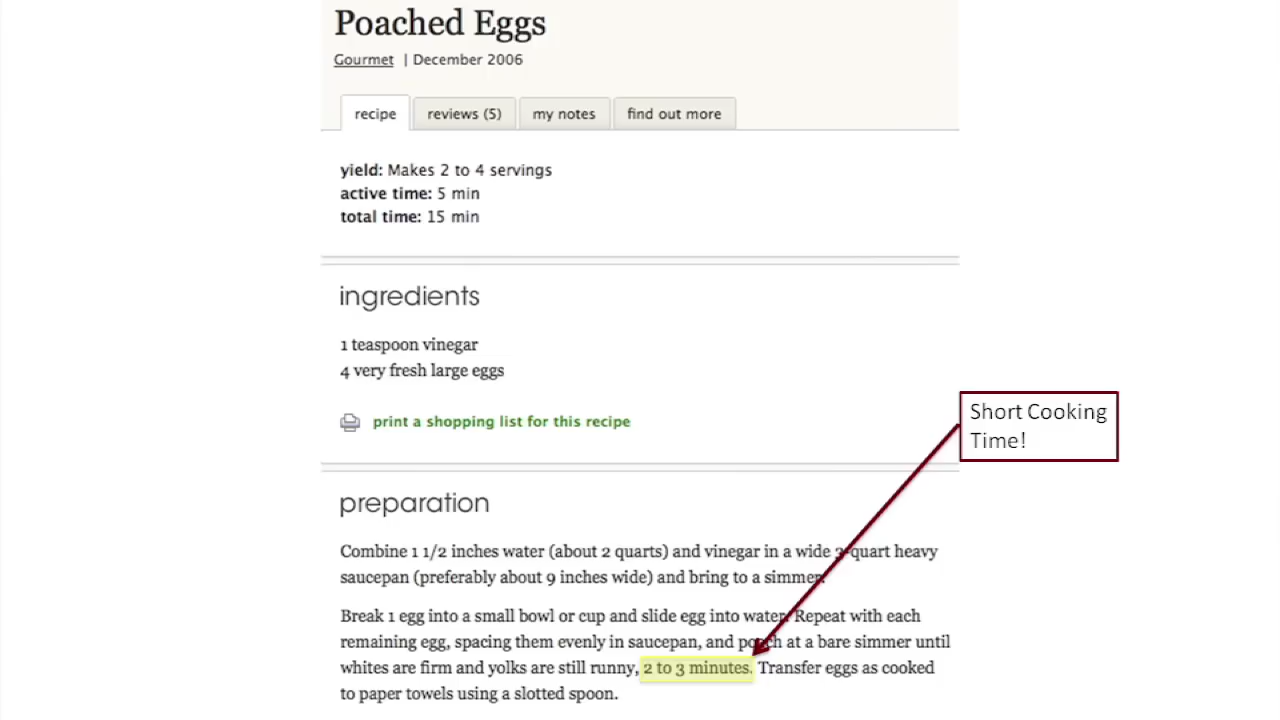 Poached Eggs
Gourmet | December 2006
recipe
reviews (5)
my notes
find out more
yield: Makes 2 to 4 servings
active time: 5 min
total time: 15 min
ingredients
1 teaspoon vinegar
4 very fresh large eggs
print a shopping list for this recipe
Short Cooking
Time!
preparation
Combine 1 1/2 inches water (about 2 quarts) and vinegar in a wide 3-quart heavy
saucepan (preferably about 9 inches wide) and bring to a simmer.
Break 1 egg into a small bowl or cup and slide egg into water. Repeat with each
remaining egg, spacing them evenly in saucepan, and poach at a bare simmer until
whites are firm and yolks are still runny, 2 to 3 minutes. Transfer eggs as cooked
to paper towels using a slotted spoon.